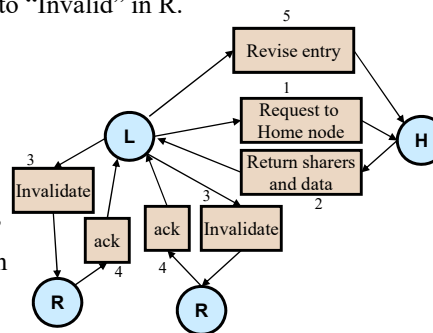 to “Invalid” in R.
5
Revise entry
1
Request to
Home node
L
H
Return sharers
and data
2
3
Invalidate
3
Invalidate
ack
4
ack
4
R
R